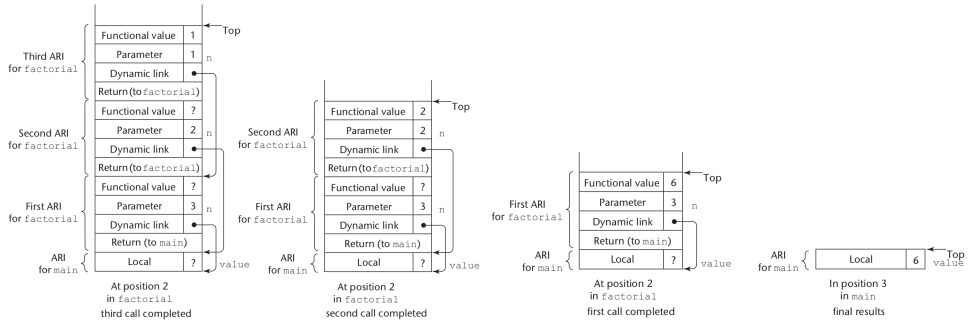 Top
Functional value 1
Third ARI
for factorial
Parameter 1 n
Dynamic link
Return (to factorial)
Functional value ?
Second ARI
for factorial
Parameter 2 n
Dynamic link
Return (to factorial)
Functional value ?
First ARI
for factorial
Parameter 3 n
Dynamic link
Return (to main)
ARI
for main
Local ? value
At position 2
in factorial
third call completed
Top
Functional value 2
Second ARI
for factorial
Parameter 2 n
Dynamic link
Return (to factorial)
Functional value ?
First ARI
for factorial
Parameter 3 n
Dynamic link
Return (to main)
ARI
for main
Local ? value
At position 2
in factorial
second call completed
Top
Functional value 6
First ARI
for factorial
Parameter 3 n
Dynamic link
Return (to main)
ARI
for main
Local ? value
At position 2
in factorial
first call completed
Top
ARI
for main
Local 6 value
In position 3
in main
final results